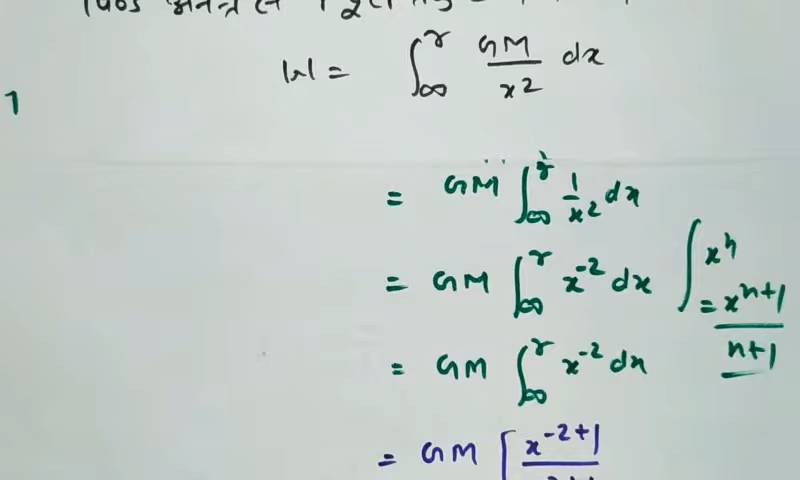 W = ∫_∞^r GM/x² dx
1
= GM ∫_∞^r 1/x² dx
= GM ∫_∞^r x⁻² dx ∫xⁿ = xⁿ⁺¹/n+1
= GM ∫_∞^r x⁻² dx
= GM [x⁻²⁺¹